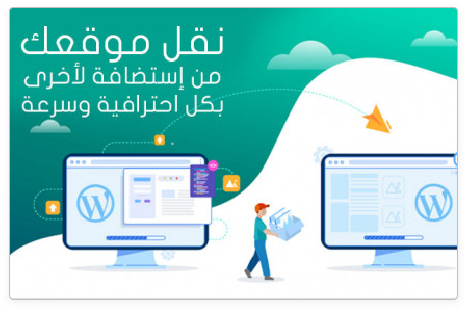 نقل موقعك
من إستضافة لأخرى
بكل احترافية وسرعة